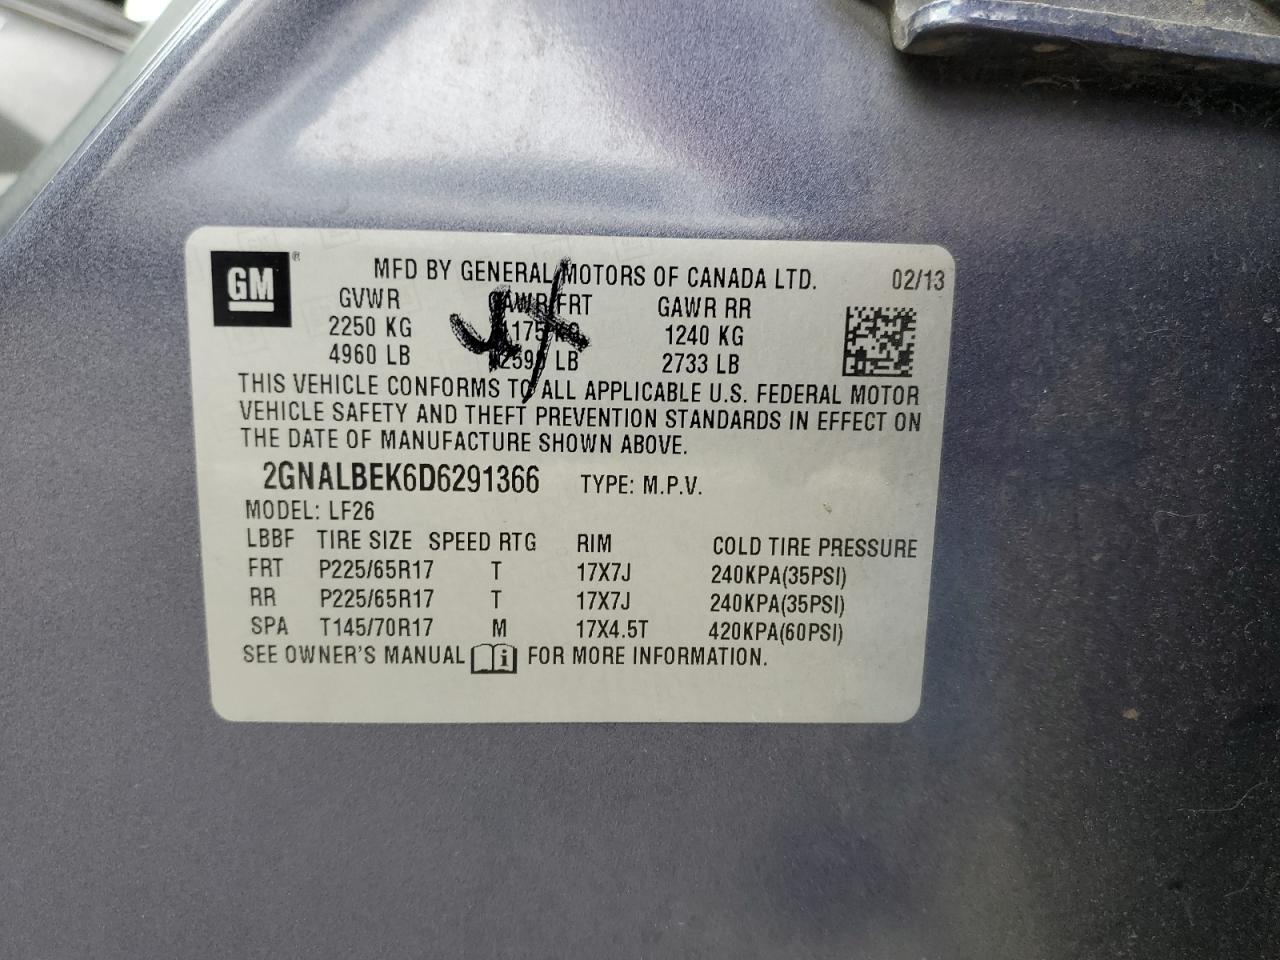 GM®
MFD BY GENERAL MOTORS OF CANADA LTD. 02/13
GVWR GAWR FRT GAWR RR
2250 KG 1175 KG 1240 KG
4960 LB LB 2733 LB
THIS VEHICLE CONFORMS TO ALL APPLICABLE U.S. FEDERAL MOTOR
VEHICLE SAFETY AND THEFT PREVENTION STANDARDS IN EFFECT ON
THE DATE OF MANUFACTURE SHOWN ABOVE.
2GNALBEK6D6291366 TYPE: M.P.V.
MODEL: LF26
LBBF TIRE SIZE SPEED RTG RIM COLD TIRE PRESSURE
FRT P225/65R17 T 17X7J 240KPA(35PSI)
RR P225/65R17 T 17X7J 240KPA(35PSI)
SPA T145/70R17 M 17X4.5T 420KPA(60PSI)
SEE OWNER'S MANUAL i FOR MORE INFORMATION.